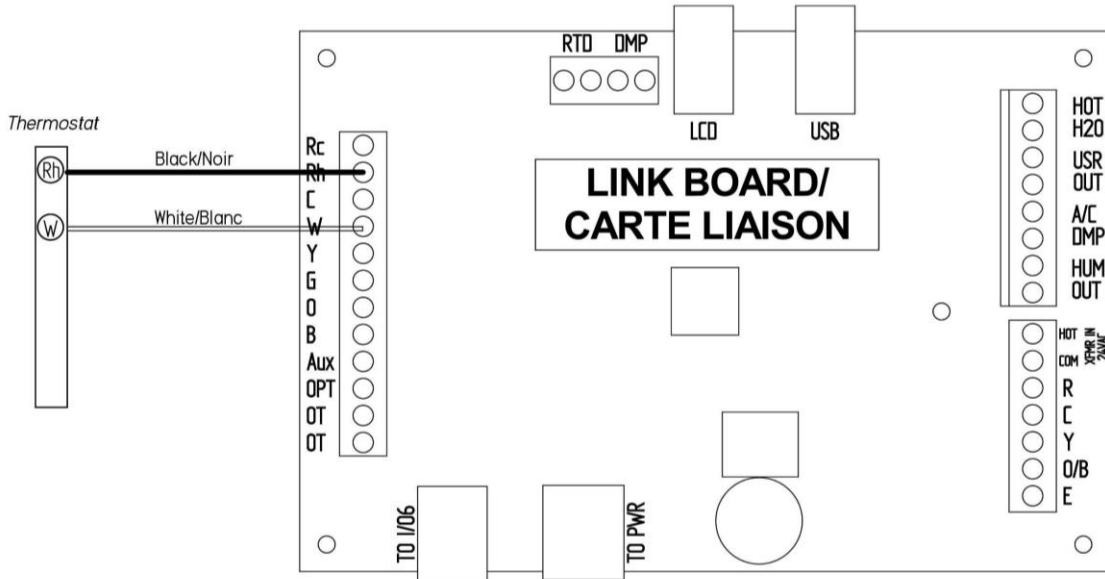 RTD DMP
LCD
USB
Thermostat
Rh
W
Black/Noir
White/Blanc
Rc
Rh
C
W
Y
G
O
B
Aux
OPT
OT
OT
LINK BOARD/
CARTE LIAISON
HOT
H2O
USR
OUT
A/C
DMP
HUM
OUT
HOT
COM
XFMR IN
24VAC
R
C
Y
O/B
E
TO I/O6
TO PWR